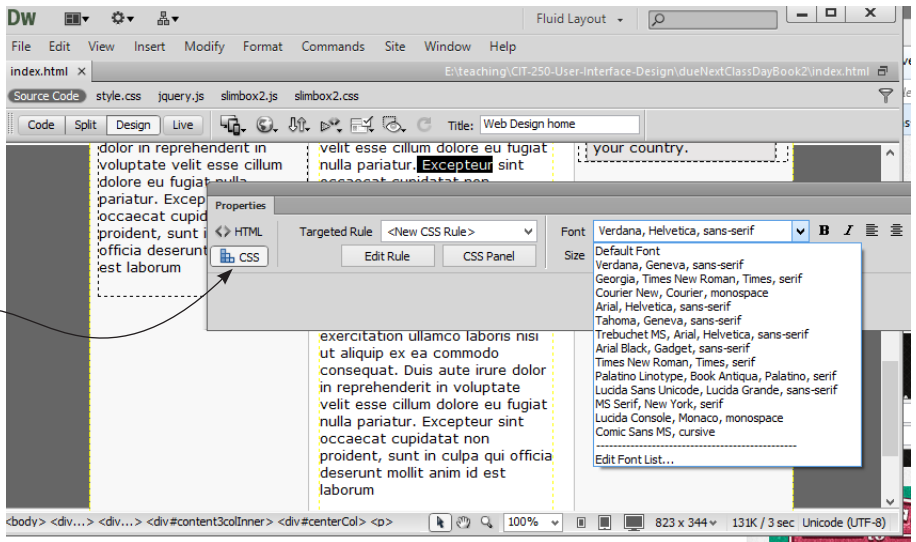 DW Fluid Layout
File Edit View Insert Modify Format Commands Site Window Help
index.html × E:\teaching\CIT-250-User-Interface-Design\dueNextClassDayBook2\index.html
Source Code style.css jquery.js slimbox2.js slimbox2.css
Code Split Design Live Title: Web Design home
dolor in reprehenderit in
voluptate velit esse cillum
dolore eu fugiat nulla
pariatur. Excep
occaecat cupid
proident, sunt i
officia deserunt
est laborum
velit esse cillum dolore eu fugiat
nulla pariatur. Excepteur sint
occaecat cupidatat non
your country.
Properties
<> HTML Targeted Rule <New CSS Rule> Font Verdana, Helvetica, sans-serif B I
CSS Edit Rule CSS Panel Size
Default Font
Verdana, Geneva, sans-serif
Georgia, Times New Roman, Times, serif
Courier New, Courier, monospace
Arial, Helvetica, sans-serif
Tahoma, Geneva, sans-serif
Trebuchet MS, Arial, Helvetica, sans-serif
Arial Black, Gadget, sans-serif
Times New Roman, Times, serif
Palatino Linotype, Book Antiqua, Palatino, serif
Lucida Sans Unicode, Lucida Grande, sans-serif
MS Serif, New York, serif
Lucida Console, Monaco, monospace
Comic Sans MS, cursive
Edit Font List...
exercitation ullamco laboris nisi
ut aliquip ex ea commodo
consequat. Duis aute irure dolor
in reprehenderit in voluptate
velit esse cillum dolore eu fugiat
nulla pariatur. Excepteur sint
occaecat cupidatat non
proident, sunt in culpa qui officia
deserunt mollit anim id est
laborum
<body> <div...> <div...> <div#content3colInner> <div#centerCol> <p> 100% 823 x 344 131K / 3 sec Unicode (UTF-8)